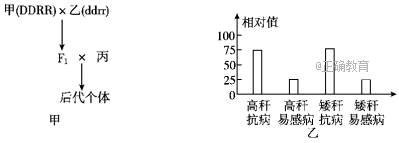 甲(DDRR)×乙(ddrr)
F₁ × 丙
后代个体
甲
相对值
100
75
50
25
0
高秆 高秆 矮秆 矮秆
抗病 易感病 抗病 易感病
乙
@正确教育